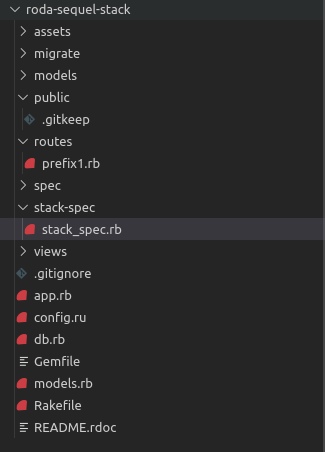 roda-sequel-stack
assets
migrate
models
public
.gitkeep
routes
prefix1.rb
spec
stack-spec
stack_spec.rb
views
.gitignore
app.rb
config.ru
db.rb
Gemfile
models.rb
Rakefile
README.rdoc